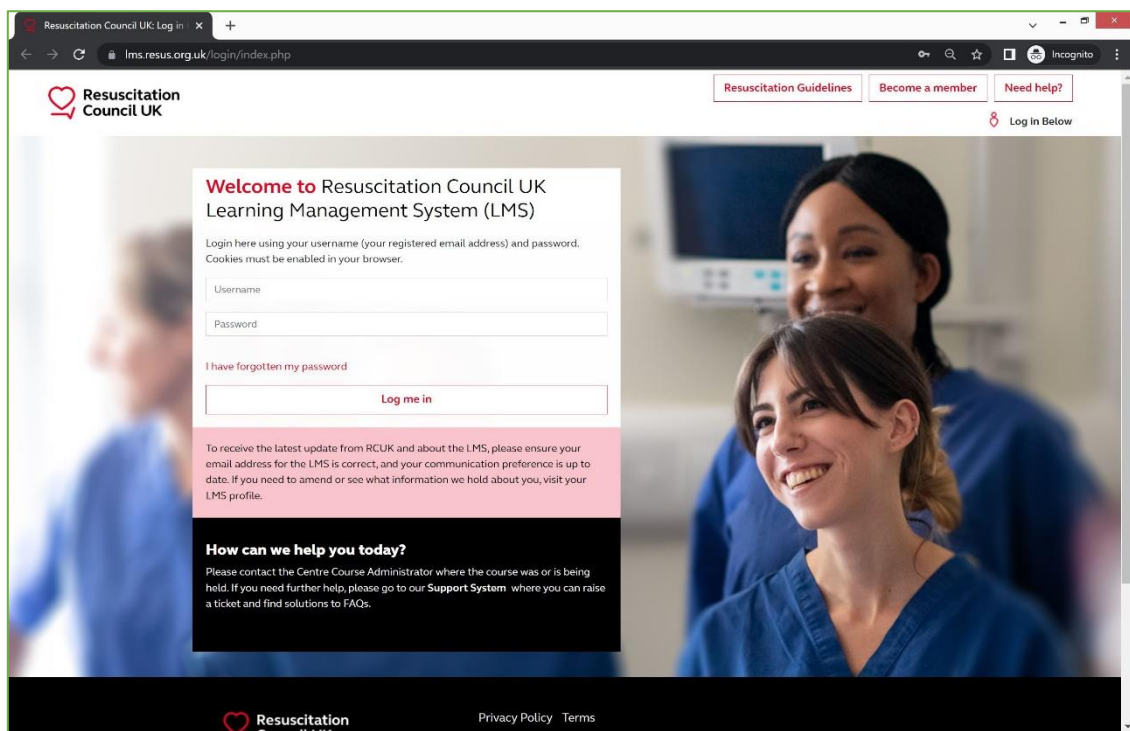 Resuscitation Council UK: Log in
lms.resus.org.uk/login/index.php
Incognito
Resuscitation
Council UK
Resuscitation Guidelines
Become a member
Need help?
Log in Below
Welcome to Resuscitation Council UK
Learning Management System (LMS)
Login here using your username (your registered email address) and password.
Cookies must be enabled in your browser.
Username
Password
I have forgotten my password
Log me in
To receive the latest update from RCUK and about the LMS, please ensure your
email address for the LMS is correct, and your communication preference is up to
date. If you need to amend or see what information we hold about you, visit your
LMS profile.
How can we help you today?
Please contact the Centre Course Administrator where the course was or is being
held. If you need further help, please go to our Support System where you can raise
a ticket and find solutions to FAQs.
Resuscitation
Privacy Policy Terms